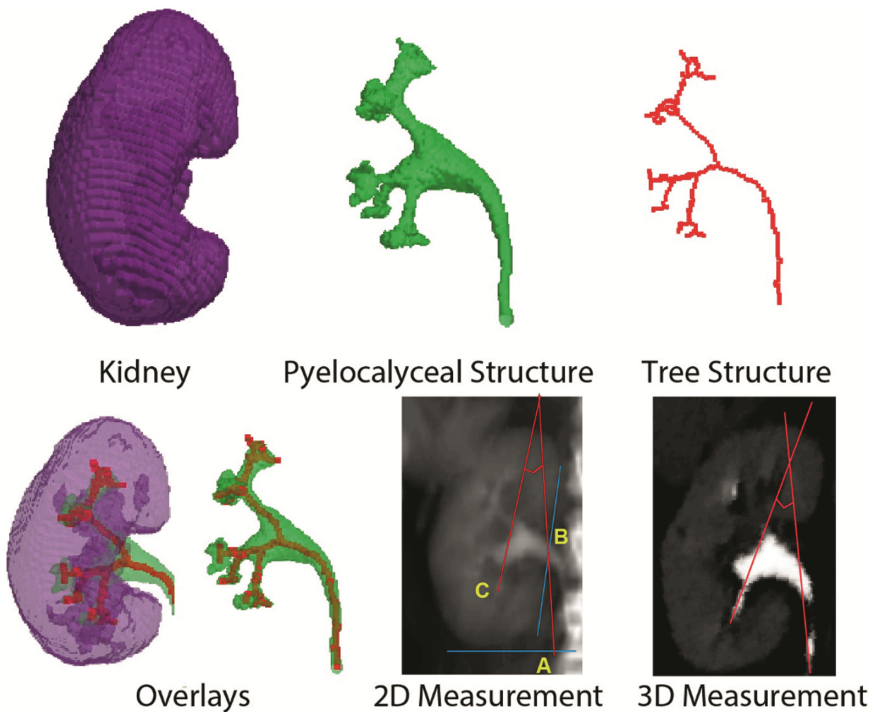 Kidney
Pyelocalyceal Structure
Tree Structure
B
C
A
Overlays
2D Measurement
3D Measurement